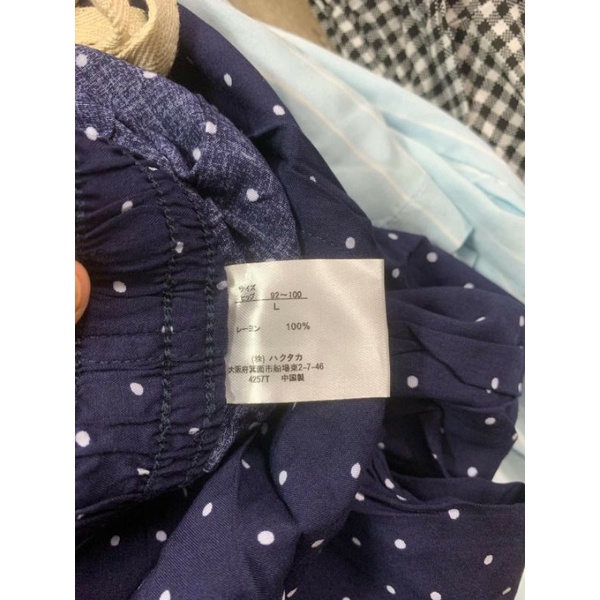 サイズ
ヒップ 92～100
L
レーヨン 100%
(株) ハクタカ
大阪府箕面市船場東2-7-46
4257T 中国製